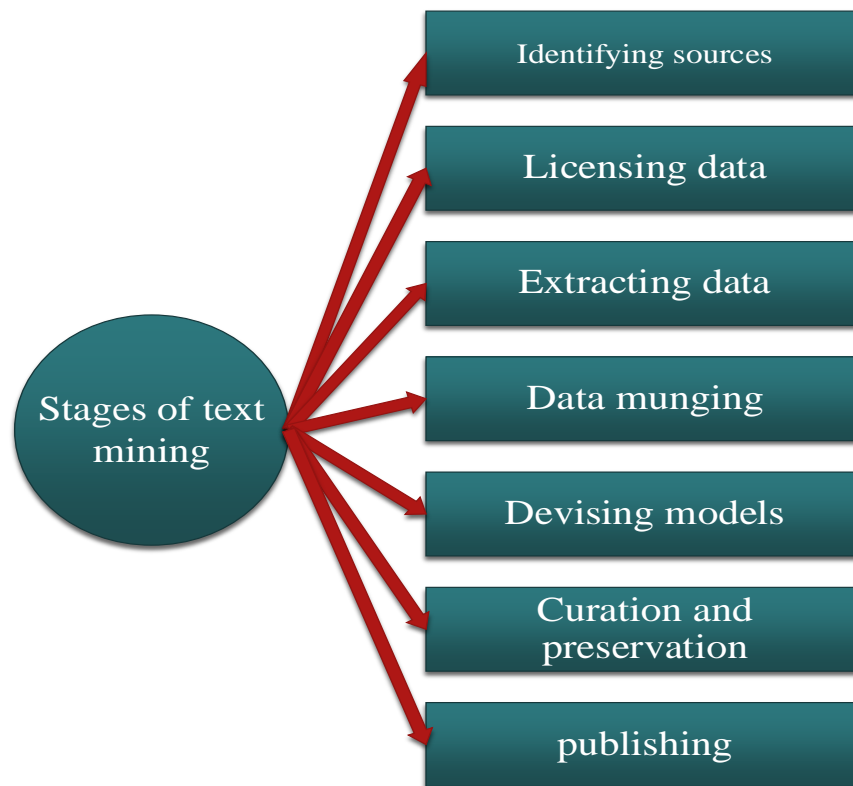 Identifying sources
Licensing data
Extracting data
Stages of text
mining
Data munging
Devising models
Curation and
preservation
publishing